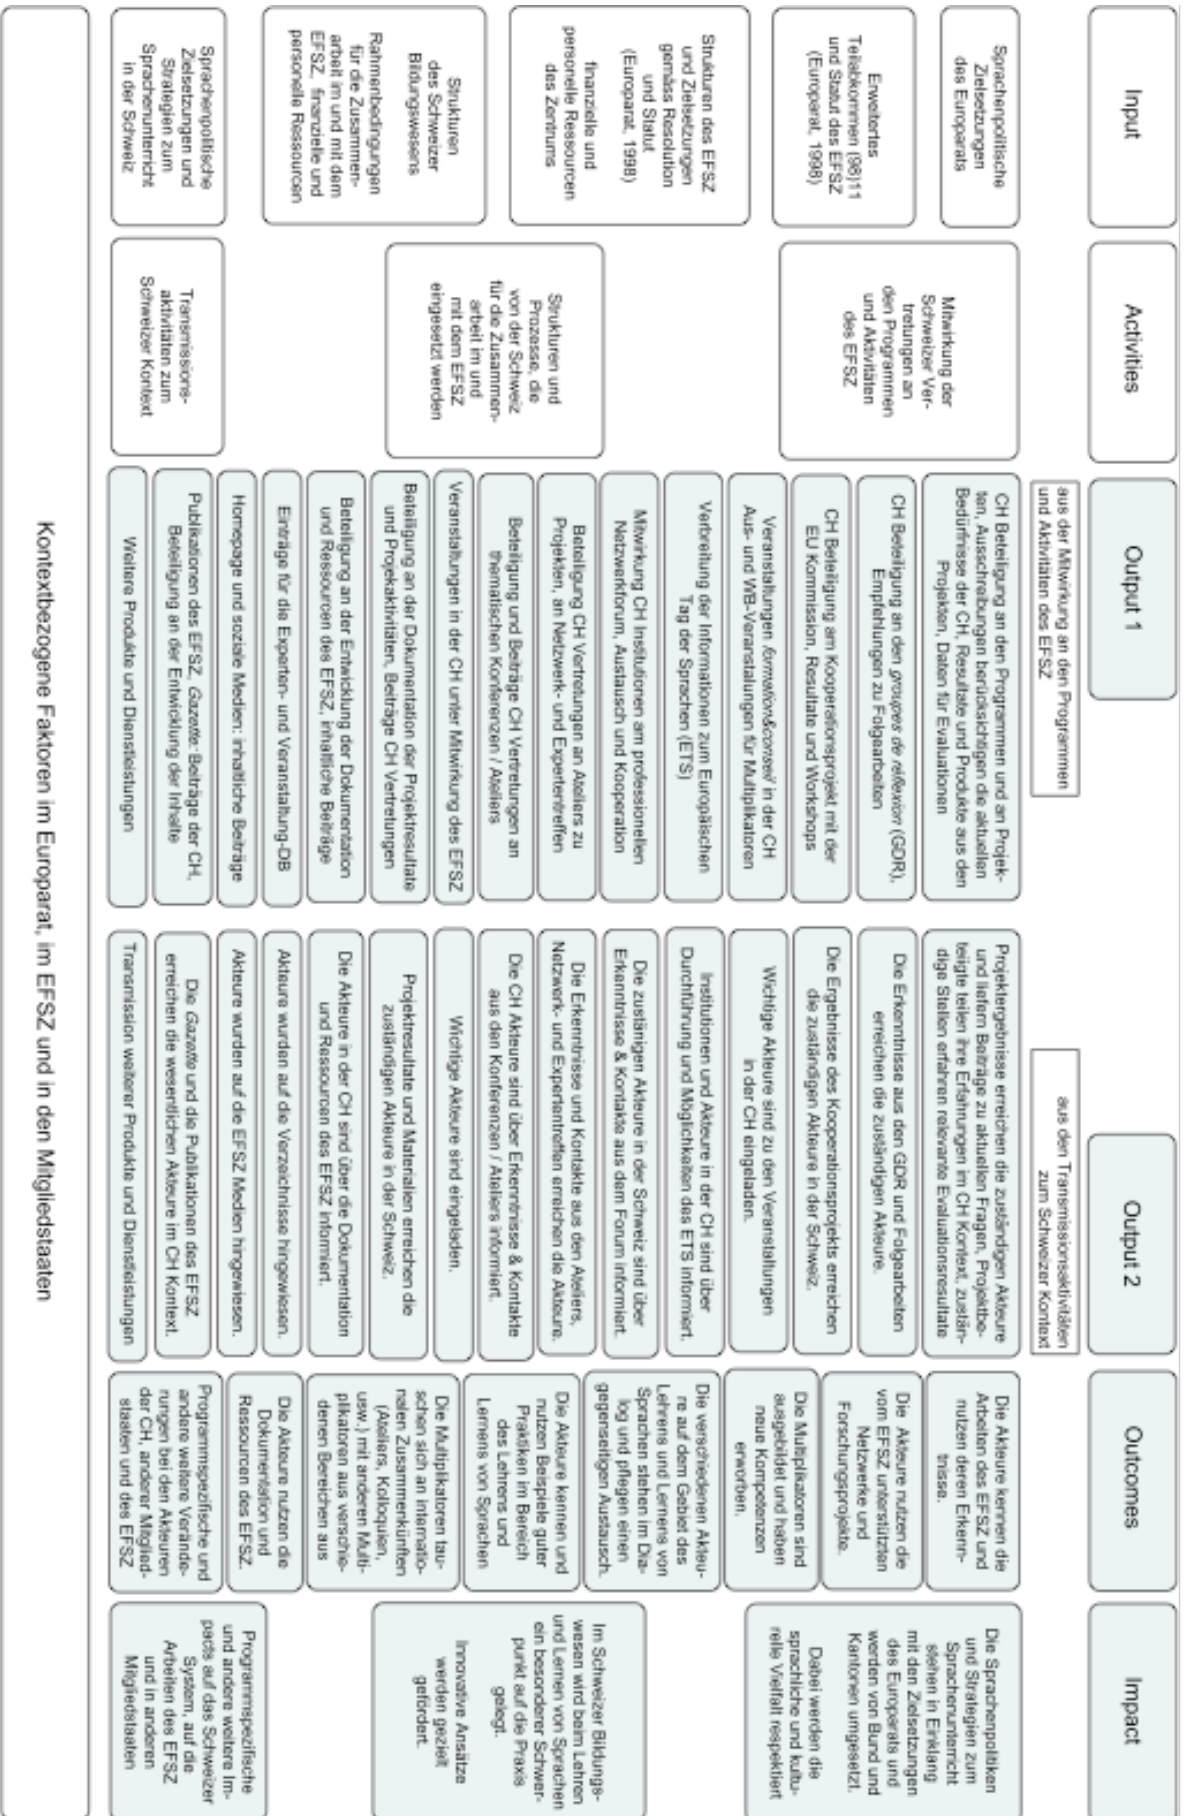 Input
Sprachenpolitische
Zielsetzungen
des Europarats
Erweitertes
Teilabkommen (98)11
und Statut des EFSZ
(Europarat, 1998)
Strukturen des EFSZ
und Zielsetzungen
gemäss Resolution
und Statut
(Europarat, 1998)
finanzielle und
personelle Ressourcen
des Zentrums
Strukturen
des Schweizer
Bildungswesens
Rahmenbedingungen
für die Zusammen-
arbeit im und mit dem
EFSZ, finanzielle und
personelle Ressourcen
Sprachenpolitische
Zielsetzungen und
Strategien zum
Sprachenunterricht
in der Schweiz
Activities
Mitwirkung der
Schweizer Ver-
tretungen an
den Programmen
und Aktivitäten
des EFSZ
Strukturen und
Prozesse, die
von der Schweiz
für die Zusammen-
arbeit im und
mit dem EFSZ
eingesetzt werden
Transmissions-
aktivitäten zum
Schweizer Kontext
Output 1
aus der Mitwirkung an den Programmen
und Aktivitäten des EFSZ
CH Beteiligung an den Programmen und an Projek-
ten, Ausschreibungen berücksichtigen die aktuellen
Bedürfnisse der CH, Resultate und Produkte aus den
Projekten, Daten für Evaluationen
CH Beteiligung an den groupes de réflexion (GDR),
Empfehlungen zu Folgearbeiten
CH Beteiligung am Kooperationsprojekt mit der
EU Kommission, Resultate und Workshops
Veranstaltungen formation&conseil in der CH
Aus- und WB-Veranstalungen für Multiplikatoren
Verbreitung der Informationen zum Europäischen
Tag der Sprachen (ETS)
Mitwirkung CH Institutionen am professionellen
Netzwerkforum, Austausch und Kooperation
Beteiligung CH Vertretungen an Ateliers zu
Projekten, an Netzwerk- und Expertentreffen
Beteiligung und Beiträge CH Vertretungen an
thematischen Konferenzen / Ateliers
Veranstaltungen in der CH unter Mitwirkung des EFSZ
Beteiligung an der Dokumentation der Projektresultate
und Projekaktivitäten, Beiträge CH Vertretungen
Beteiligung an der Entwicklung der Dokumentation
und Ressourcen des EFSZ, inhaltliche Beiträge
Einträge für die Experten- und Veranstaltung-DB
Homepage und soziale Medien: inhaltliche Beiträge
Publikationen des EFSZ, Gazette: Beiträge der CH,
Beteiligung an der Entwicklung der Inhalte
Weitere Produkte und Dienstleistungen
Output 2
aus den Transmissionsaktivitäten
zum Schweizer Kontext
Projektergebnisse erreichen die zuständigen Akteure
und liefern Beiträge zu aktuellen Fragen, Projektbe-
teiligte teilen ihre Erfahrungen im CH Kontext, zustän-
dige Stellen erfahren relevante Evaluationsresultate
Die Erkenntnisse aus den GDR und Folgearbeiten
erreichen die zuständigen Akteure.
Die Ergebnisse des Kooperationsprojekts erreichen
die zuständigen Akteure in der Schweiz.
Wichtige Akteure sind zu den Veranstaltungen
in der CH eingeladen.
Institutionen und Akteure in der CH sind über
Durchführung und Möglichkeiten des ETS informiert.
Die zustänigen Akteure in der Schweiz sind über
Erkenntnisse & Kontakte aus dem Forum informiert.
Die Erkenntnisse und Kontakte aus den Ateliers,
Netzwerk- und Expertentreffen erreichen die Akteure.
Die CH Akteure sind über Erkenntnisse & Kontakte
aus den Konferenzen / Ateliers informiert.
Wichtige Akteure sind eingeladen.
Projektresultate und Materialien erreichen die
zuständigen Akteure in der Schweiz.
Die Akteure in der CH sind über die Dokumentation
und Ressourcen des EFSZ informiert.
Akteure wurden auf die Verzeichnisse hingewiesen.
Akteure wurden auf die EFSZ Medien hingewiesen.
Die Gazette und die Publikationen des EFSZ
erreichen die wesentlichen Akteure im CH Kontext.
Transmission weiterer Produkte und Dienstleistungen
Outcomes
Die Akteure kennen die
Arbeiten des EFSZ und
nutzen deren Erkennt-
nisse.
Die Akteure nutzen die
vom EFSZ unterstützten
Netzwerke und
Forschungsprojekte.
Die Multiplikatoren sind
ausgebildet und haben
neue Kompetenzen
erworben.
Die verschiedenen Akteu-
re auf dem Gebiet des
Lehrens und Lernens von
Sprachen stehen im Dia-
log und pflegen einen
gegenseitigen Austausch.
Die Akteure kennen und
nutzen Beispiele guter
Praktiken im Bereich
des Lehrens und
Lernens von Sprachen
Die Multiplikatoren tau-
schen sich an internatio-
nalen Zusammenkünften
(Ateliers, Kolloquien,
usw.) mit anderen Multi-
plikatoren aus verschie-
denen Bereichen aus
Die Akteure nutzen die
Dokumentation und
Ressourcen des EFSZ.
Programmspezifische und
andere weitere Verände-
rungen bei den Akteuren
der CH, anderer Mitglied-
staaten und des EFSZ
Impact
Die Sprachenpolitiken
und Strategien zum
Sprachenunterricht
stehen in Einklang
mit den Zielsetzungen
des Europarats und
werden von Bund und
Kantonen umgesetzt.
Dabei werden die
sprachliche und kultu-
relle Vielfalt respektiert
Im Schweizer Bildungs-
wesen wird beim Lehren
und Lernen von Sprachen
ein besonderer Schwer-
punkt auf die Praxis
gelegt.
Innovative Ansätze
werden gezielt
gefördert.
Programmspezifische
und andere weitere Im-
pacts auf das Schweizer
System, auf die
Arbeiten des EFSZ
und in anderen
Mitgliedstaaten
Kontextbezogene Faktoren im Europarat, im EFSZ und in den Mitgliedstaaten